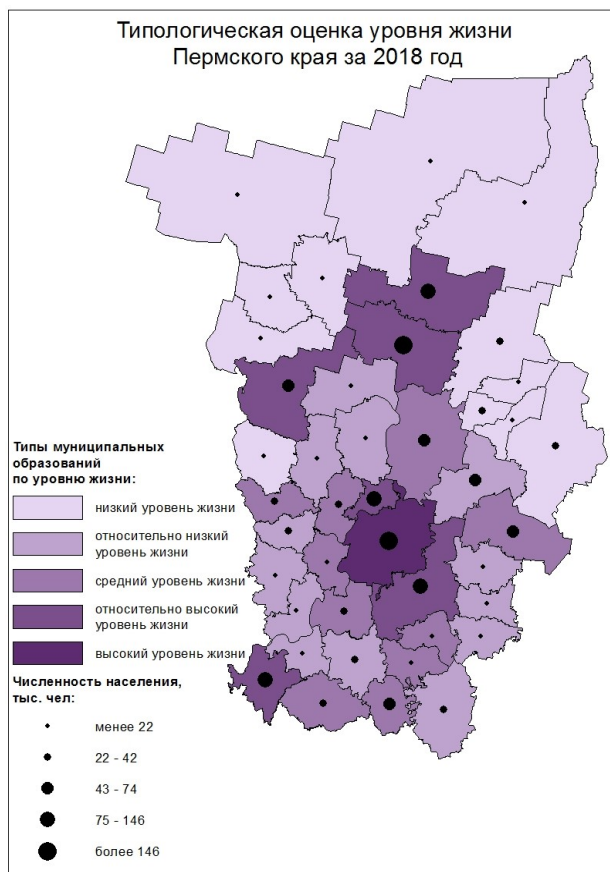 Типологическая оценка уровня жизни
Пермского края за 2018 год
Типы муниципальных
образований
по уровню жизни:
низкий уровень жизни
относительно низкий
уровень жизни
средний уровень жизни
относительно высокий
уровень жизни
высокий уровень жизни
Численность населения,
тыс. чел:
менее 22
22 - 42
43 - 74
75 - 146
более 146